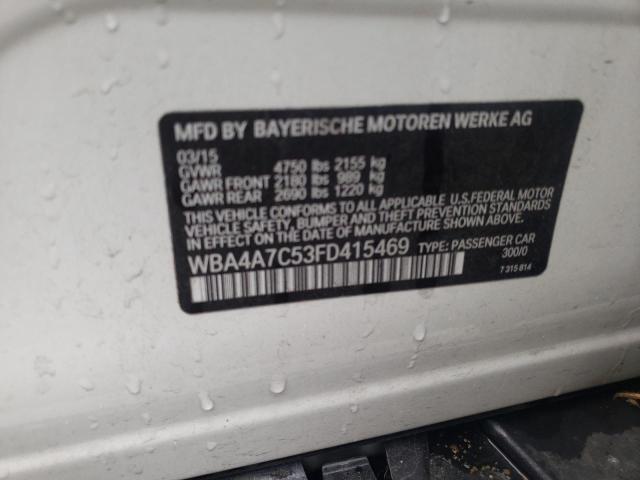 MFD BY BAYERISCHE MOTOREN WERKE AG
03/15
GVWR 4750 lbs 2155 kg
GAWR FRONT 2180 lbs 989 kg
GAWR REAR 2690 lbs 1220 kg
THIS VEHICLE CONFORMS TO ALL APPLICABLE U.S.FEDERAL MOTOR
VEHICLE SAFETY, BUMPER AND THEFT PREVENTION STANDARDS
IN EFFECT ON THE DATE OF MANUFACTURE SHOWN ABOVE.
WBA4A7C53FD415469 TYPE: PASSENGER CAR
300/0
7 315 814